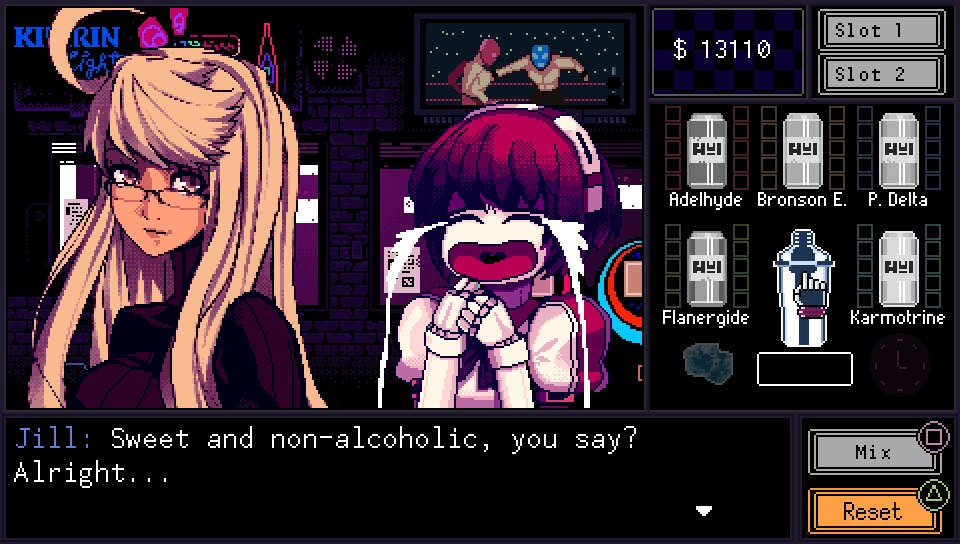 $ 13110
Slot 1
Slot 2
Adelhyde
Bronson E.
P. Delta
Flanergide
Karmotrine
Jill: Sweet and non-alcoholic, you say?
Alright...
Mix
Reset